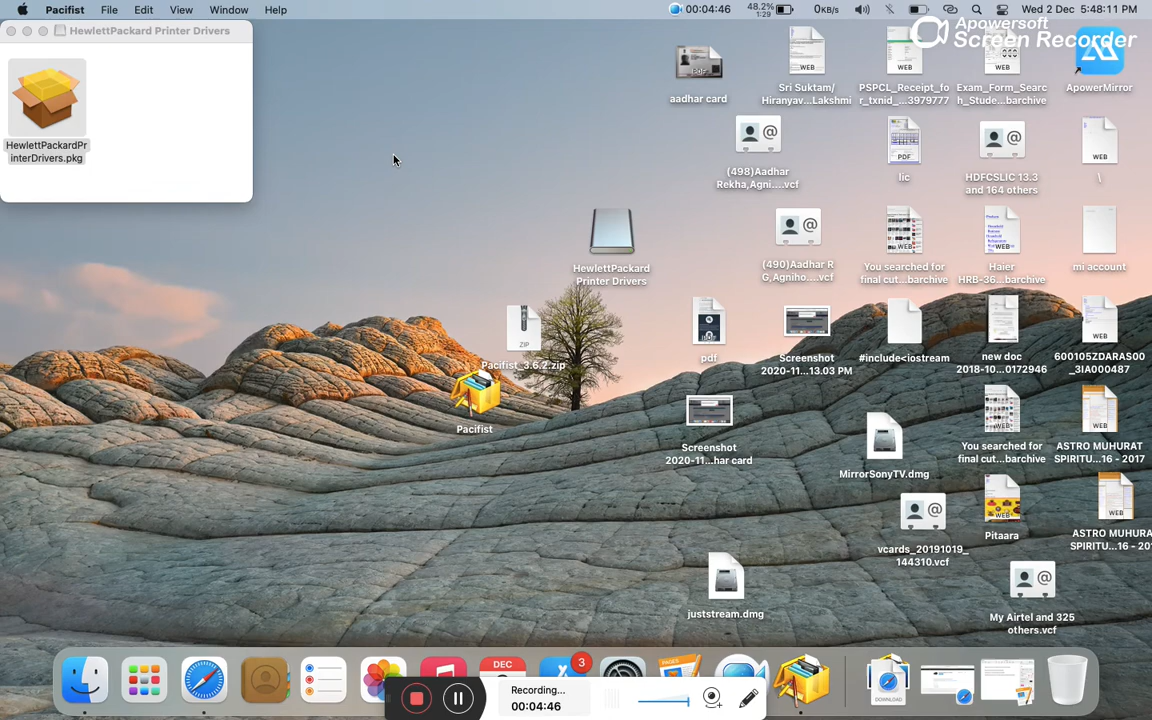 Pacifist File Edit View Window Help
00:04:46 48.2% 1:29 0KB/s Wed 2 Dec 5:48:11 PM
Apowersoft
Screen Recorder
HewlettPackard Printer Drivers
HewlettPackardPr
interDrivers.pkg
aadhar card
Sri Suktam/
Hiranyav...Lakshmi
PSPCL_Receipt_fo
r_txnid_...3979777
Exam_Form_Searc
h_Stude...barchive
ApowerMirror
(498)Aadhar
Rekha,Agni....vcf
lic
HDFCSLIC 13.3
and 164 others
\
HewlettPackard
Printer Drivers
(490)Aadhar R
G,Agniho...vcf
You searched for
final cut...barchive
Haier
HRB-36...barchive
mi account
Pacifist_3.6.2.zip
pdf
Screenshot
2020-11...13.03 PM
#include<iostream
new doc
2018-10...0172946
600105ZDARAS00
_3IA000487
Pacifist
Screenshot
2020-11...har card
MirrorSonyTV.dmg
You searched for
final cut...barchive
ASTRO MUHURAT
SPIRITU...16 - 2017
vcards_20191019_
144310.vcf
Pitaara
ASTRO MUHURA
SPIRITU...16 - 20
juststream.dmg
My Airtel and 325
others.vcf
WEB
PDF
ZIP
DEC
3
PAGES
DOWNLOAD
Recording...
00:04:46